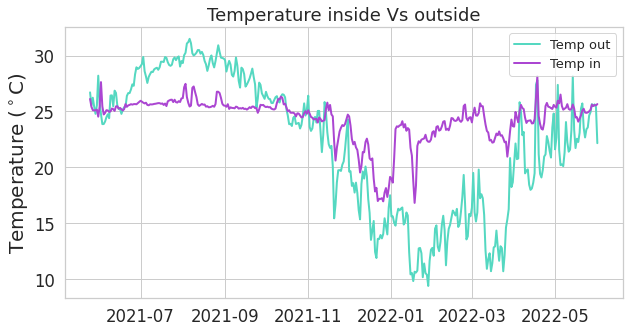 Temperature inside Vs outside
Temp out
Temp in
Temperature (°C)
30
25
20
15
10
2021-07
2021-09
2021-11
2022-01
2022-03
2022-05